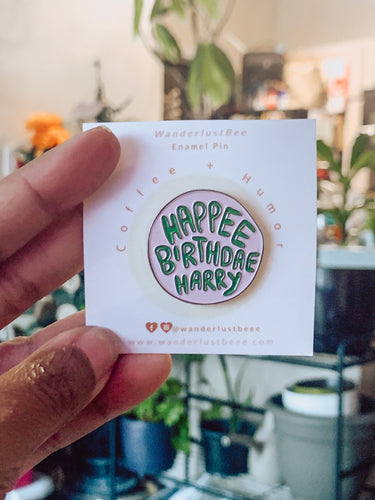 WanderlustBee
Enamel Pin
Coffee + Humor
HAPPEE
BIRTHDAE
HARRY
@wanderlustbeee
www.wanderlustbeee.com